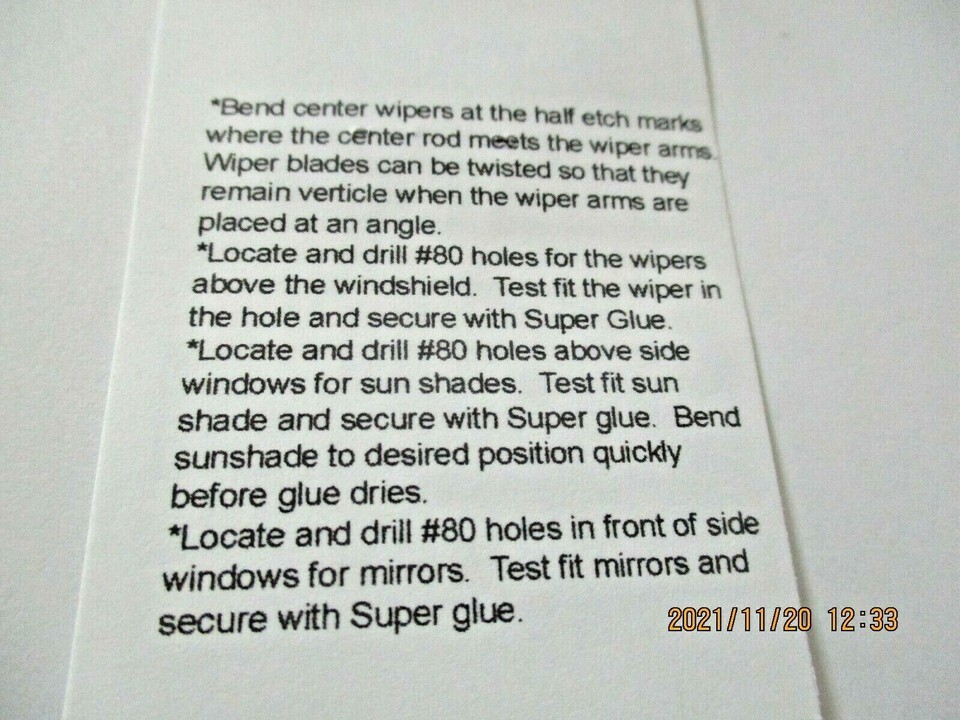 *Bend center wipers at the half etch marks
where the center rod meets the wiper arms.
Wiper blades can be twisted so that they
remain verticle when the wiper arms are
placed at an angle.
*Locate and drill #80 holes for the wipers
above the windshield.  Test fit the wiper in
the hole and secure with Super Glue.
*Locate and drill #80 holes above side
windows for sun shades.  Test fit sun
shade and secure with Super glue.  Bend
sunshade to desired position quickly
before glue dries.
*Locate and drill #80 holes in front of side
windows for mirrors.  Test fit mirrors and
secure with Super glue.
2021/11/20 12:33